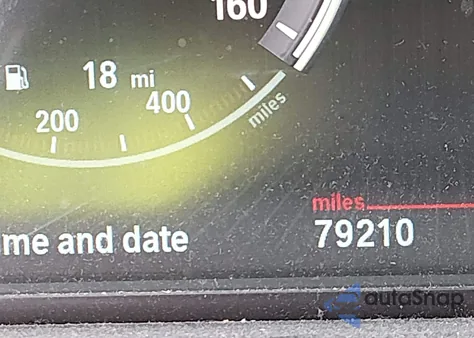 160
18 mi
400
200
miles
miles
me and date
79210
autoSnap